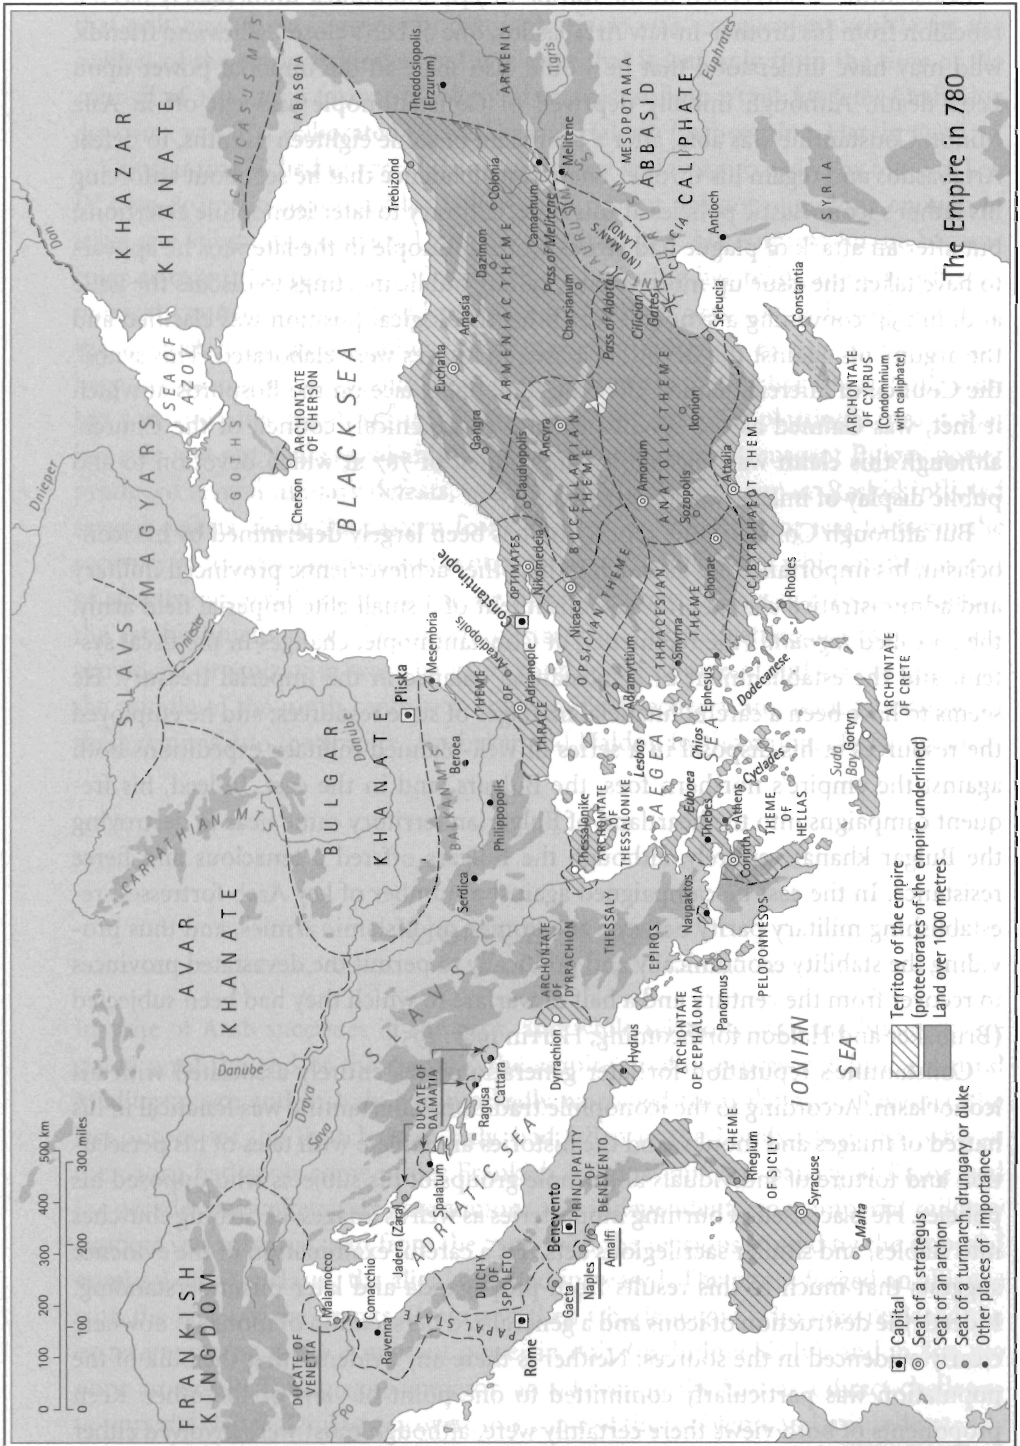 The Empire in 780
FRANKISH
KINGDOM
AVAR
KHANATE
SLAVS
MAGYARS
KHAZAR
KHANATE
Don
Dnieper
Dniester
SEA OF
AZOV
GOTHS
Cherson
ARCHONTATE
OF CHERSON
CAUCASUS MTS
ABASGIA
CARPATHIAN MTS
Danube
Drava
Sava
Danube
BULGAR
KHANATE
Pliska
Mesembria
BALKAN MTS
Beroea
Philippopolis
Serdica
SLAVS
BLACK SEA
DUCATE OF
VENETIA
Malamocco
Comacchio
Ravenna
Po
PAPAL STATE
DUCHY
OF
SPOLETO
Rome
Gaeta
Naples
Amalfi
Benevento
PRINCIPALITY
OF
BENEVENTO
Jadera (Zara)
Spalatum
DUCATE OF
DALMATIA
Ragusa
Cattara
ADRIATIC SEA
Dyrrachion
ARCHONTATE
OF
DYRRACHION
Hydrus
THEME
OF SICILY
Rhegium
Syracuse
Malta
IONIAN
SEA
ACHONTATE
OF CEPHALONIA
EPIROS
THESSALY
Naupaktos
Panormus
PELOPONNESOS
Thessalonike
ARCHONTATE
OF
THESSALONIKE
Euboea
Thebes
Athens
Corinth
THEME
OF
HELLAS
Cyclades
AEGEAN
SEA
Lesbos
Chios
Dodecanese
Rhodes
Suda
Bay
Gortyn
ARCHONTATE
OF CRETE
THEME
OF
THRACE
Arcadiopolis
Adrianople
Constantinople
OPTIMATES
Nikomedeia
Nicaea
OPSICIAN THEME
Adramyttium
THRACESIAN
THEME
Smyrna
Ephesus
Chonae
CIBYRRHAEOT THEME
Attalia
Sozopolis
ANATOLIC THEME
Amorium
Ikonion
BUCELLARIAN
THEME
Claudiopolis
Ancyra
Gangra
Euchaita
Amasia
ARMENIAC THEME
Dazimon
Colonia
Camachum
Trebizond
Theodosiopolis
(Erzurum)
ARMENIA
Tigris
Melitene
Pass of Melitene
Charsianum
Pass of Adata
Cilician
Gates
NO MAN'S
LAND
TAURUS MTS
CILICIA
MESOPOTAMIA
ABBASID
CALIPHATE
Euphrates
Antioch
SYRIA
Seleucia
Constantia
ARCHONTATE
OF CYPRUS
(Condominium
with caliphate)
0 100 200 300 400 500 km
0 100 200 300 miles
Capital
Seat of a strategus
Seat of an archon
Seat of a turmarch, drungary or duke
Other places of importance
Territory of the empire
(protectorates of the empire underlined)
Land over 1000 metres